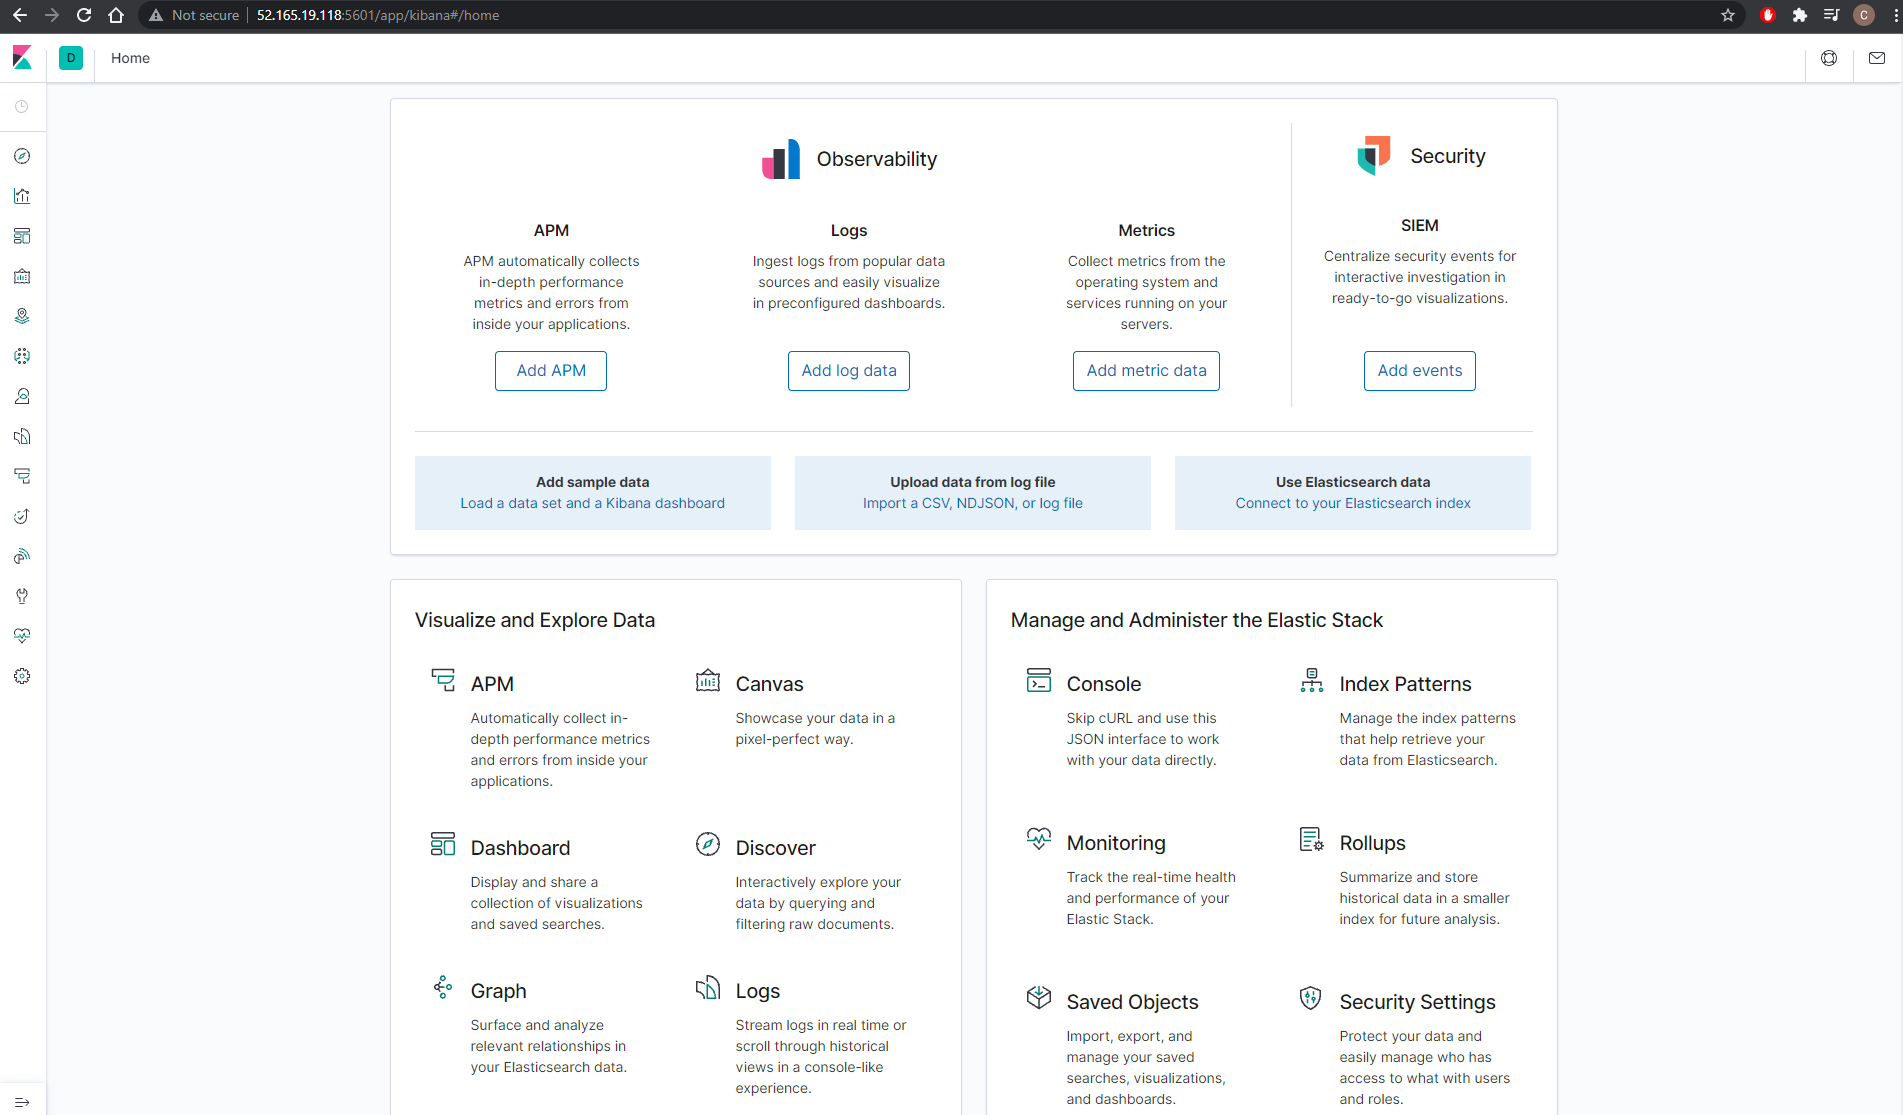 Not secure
52.165.19.118:5601/app/kibana#/home
C
D
Home
Observability
Security
APM
APM automatically collects
in-depth performance
metrics and errors from
inside your applications.
Add APM
Logs
Ingest logs from popular data
sources and easily visualize
in preconfigured dashboards.
Add log data
Metrics
Collect metrics from the
operating system and
services running on your
servers.
Add metric data
SIEM
Centralize security events for
interactive investigation in
ready-to-go visualizations.
Add events
Add sample data
Load a data set and a Kibana dashboard
Upload data from log file
Import a CSV, NDJSON, or log file
Use Elasticsearch data
Connect to your Elasticsearch index
Visualize and Explore Data
APM
Automatically collect in-
depth performance metrics
and errors from inside your
applications.
Canvas
Showcase your data in a
pixel-perfect way.
Dashboard
Display and share a
collection of visualizations
and saved searches.
Discover
Interactively explore your
data by querying and
filtering raw documents.
Graph
Surface and analyze
relevant relationships in
your Elasticsearch data.
Logs
Stream logs in real time or
scroll through historical
views in a console-like
experience.
Manage and Administer the Elastic Stack
Console
Skip cURL and use this
JSON interface to work
with your data directly.
Index Patterns
Manage the index patterns
that help retrieve your
data from Elasticsearch.
Monitoring
Track the real-time health
and performance of your
Elastic Stack.
Rollups
Summarize and store
historical data in a smaller
index for future analysis.
Saved Objects
Import, export, and
manage your saved
searches, visualizations,
and dashboards.
Security Settings
Protect your data and
easily manage who has
access to what with users
and roles.